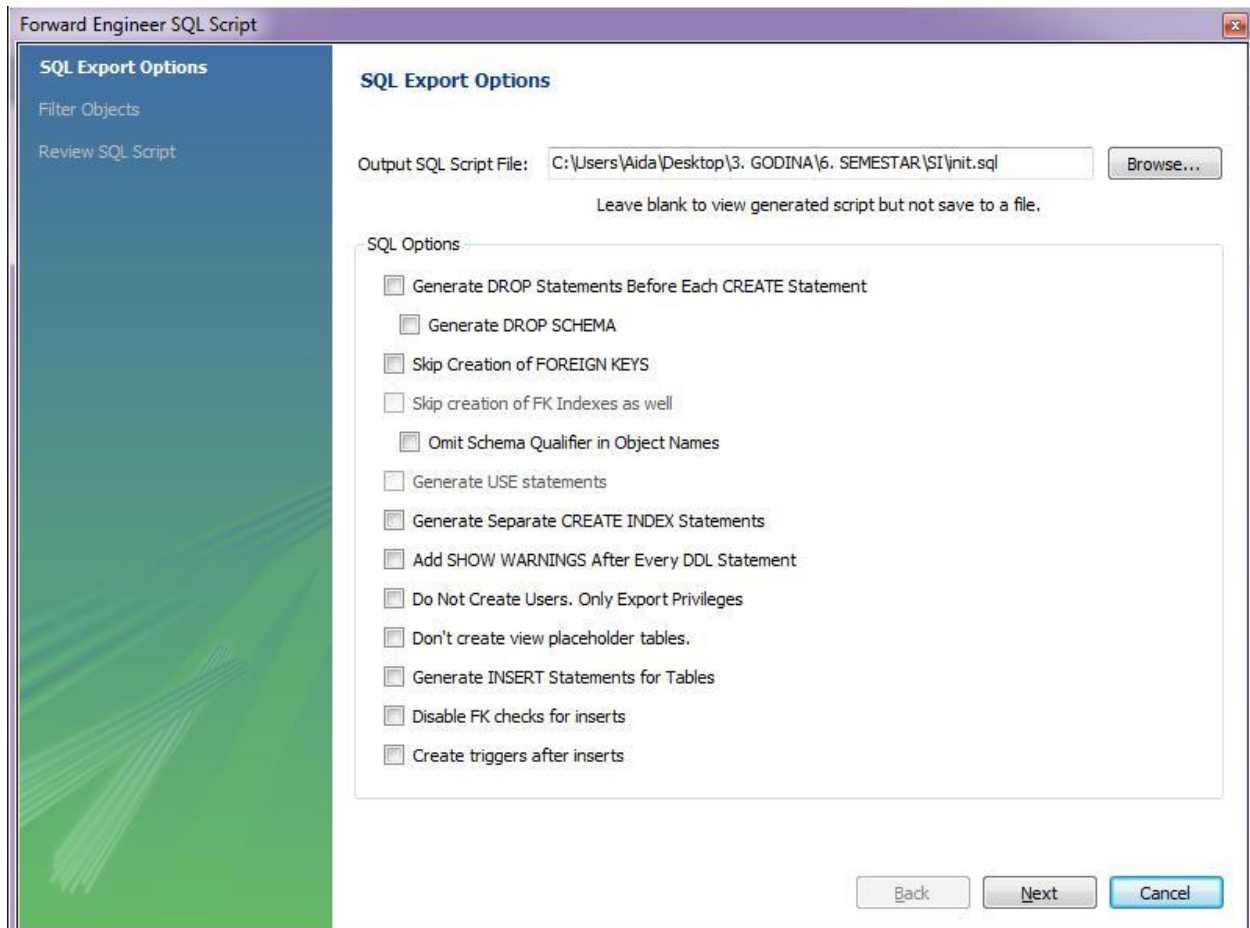 Forward Engineer SQL Script
SQL Export Options
Filter Objects
Review SQL Script
SQL Export Options
Output SQL Script File: C:\Users\Aida\Desktop\3. GODINA\6. SEMESTAR\SI\init.sql Browse...
Leave blank to view generated script but not save to a file.
SQL Options
Generate DROP Statements Before Each CREATE Statement
Generate DROP SCHEMA
Skip Creation of FOREIGN KEYS
Skip creation of FK Indexes as well
Omit Schema Qualifier in Object Names
Generate USE statements
Generate Separate CREATE INDEX Statements
Add SHOW WARNINGS After Every DDL Statement
Do Not Create Users. Only Export Privileges
Don't create view placeholder tables.
Generate INSERT Statements for Tables
Disable FK checks for inserts
Create triggers after inserts
Back Next Cancel